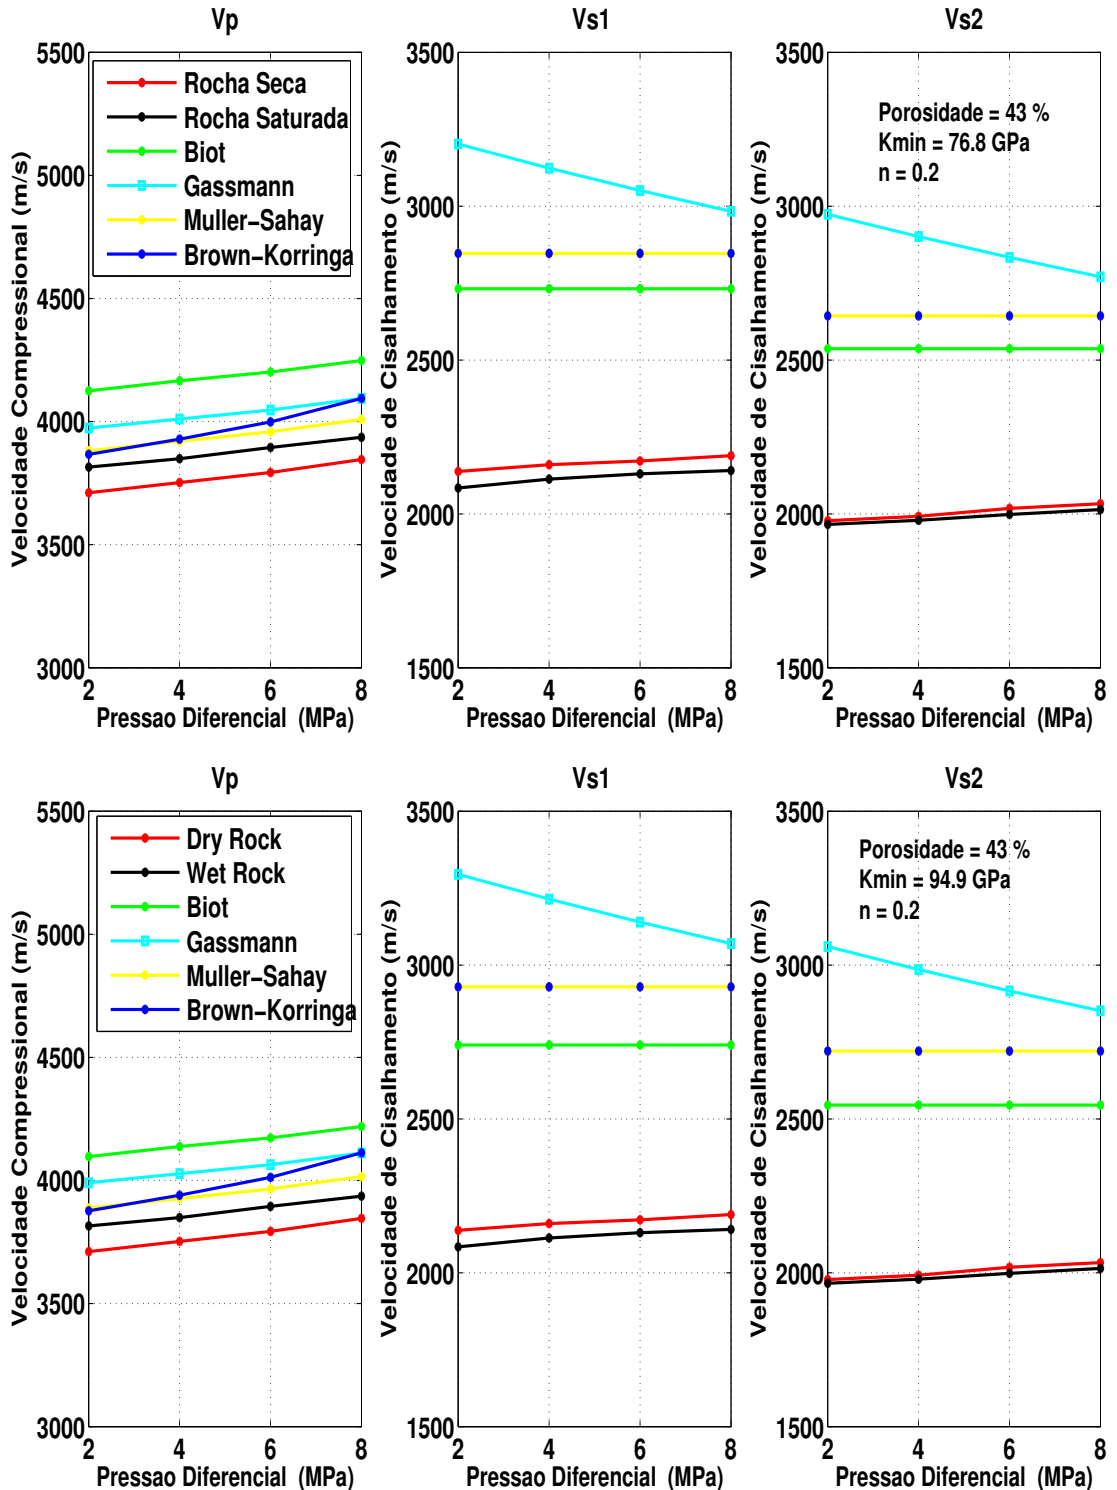 Vp
Vs1
Vs2
5500
5000
4500
4000
3500
3000
Velocidade Compressional (m/s)
Rocha Seca
Rocha Saturada
Biot
Gassmann
Muller-Sahay
Brown-Korringa
2 4 6 8
Pressao Diferencial (MPa)
3500
3000
2500
2000
1500
Velocidade de Cisalhamento (m/s)
2 4 6 8
Pressao Diferencial (MPa)
3500
3000
2500
2000
1500
Velocidade de Cisalhamento (m/s)
Porosidade = 43 %
Kmin = 76.8 GPa
n = 0.2
2 4 6 8
Pressao Diferencial (MPa)
Vp
Vs1
Vs2
5500
5000
4500
4000
3500
3000
Velocidade Compressional (m/s)
Dry Rock
Wet Rock
Biot
Gassmann
Muller-Sahay
Brown-Korringa
2 4 6 8
Pressao Diferencial (MPa)
3500
3000
2500
2000
1500
Velocidade de Cisalhamento (m/s)
2 4 6 8
Pressao Diferencial (MPa)
3500
3000
2500
2000
1500
Velocidade de Cisalhamento (m/s)
Porosidade = 43 %
Kmin = 94.9 GPa
n = 0.2
2 4 6 8
Pressao Diferencial (MPa)